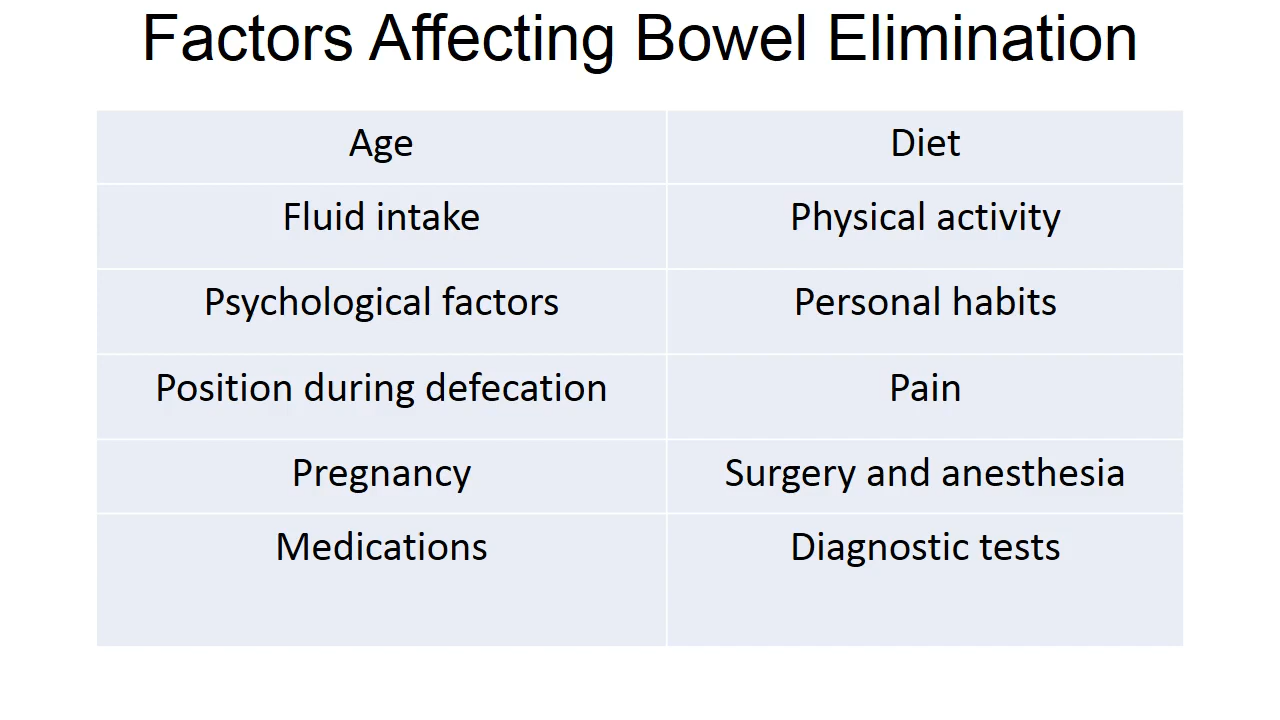 Factors Affecting Bowel Elimination
Age
Diet
Fluid intake
Physical activity
Psychological factors
Personal habits
Position during defecation
Pain
Pregnancy
Surgery and anesthesia
Medications
Diagnostic tests